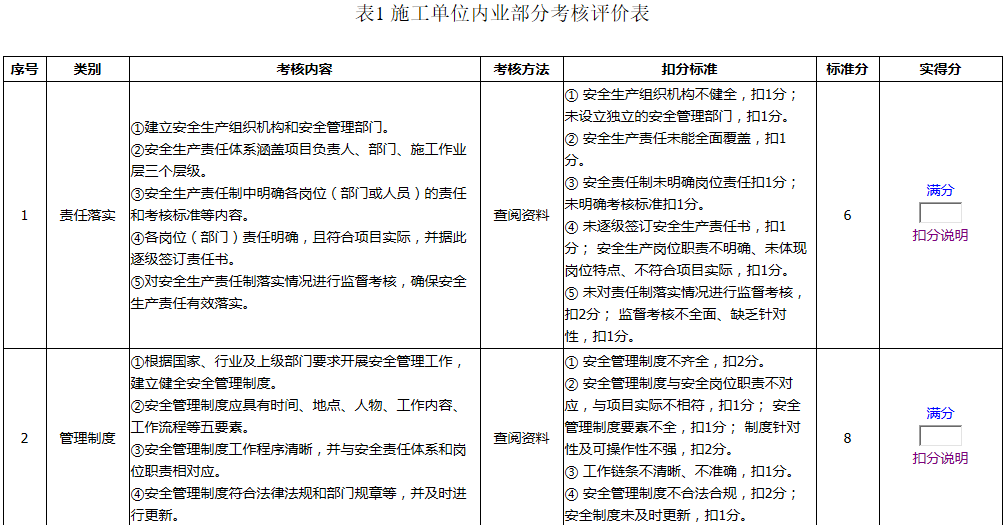 表1 施工单位内业部分考核评价表
序号 类别 考核内容 考核方法 扣分标准 标准分 实得分
1
责任落实
①建立安全生产组织机构和安全管理部门。
②安全生产责任体系涵盖项目负责人、部门、施工作业
层三个层级。
③安全生产责任制中明确各岗位（部门或人员）的责任
和考核标准等内容。
④各岗位（部门）责任明确，且符合项目实际，并据此
逐级签订责任书。
⑤对安全生产责任制落实情况进行监督考核，确保安全
生产责任有效落实。
查阅资料
① 安全生产组织机构不健全，扣1分；
未设立独立的安全管理部门，扣1分。
② 安全生产责任未能全面覆盖，扣1
分。
③ 安全责任制未明确岗位责任扣1分；
未明确考核标准扣1分。
④ 未逐级签订安全生产责任书，扣1
分； 安全生产岗位职责不明确、未体现
岗位特点、不符合项目实际，扣1分。
⑤ 未对责任制落实情况进行监督考核，
扣2分； 监督考核不全面、缺乏针对
性，扣1分。
6
满分
扣分说明
2
管理制度
①根据国家、行业及上级部门要求开展安全管理工作，
建立健全安全管理制度。
②安全管理制度应具有时间、地点、人物、工作内容、
工作流程等五要素。
③安全管理制度工作程序清晰，并与安全责任体系和岗
位职责相对应。
④安全管理制度符合法律法规和部门规章等，并及时进
行更新。
查阅资料
① 安全管理制度不齐全，扣2分。
② 安全管理制度与安全岗位职责不对
应，与项目实际不相符，扣1分； 安全
管理制度要素不全，扣1分； 制度针对
性及可操作性不强，扣2分。
③ 工作链条不清晰、不准确，扣1分。
④ 安全管理制度不合法合规，扣2分；
安全制度未及时更新，扣1分。
8
满分
扣分说明